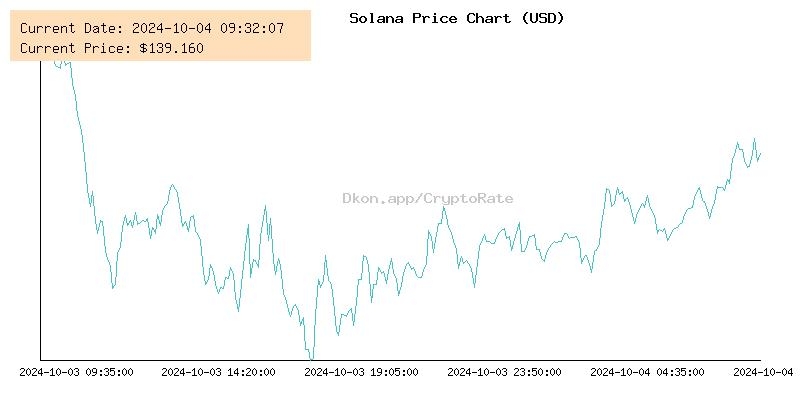 Solana Price Chart (USD)
Current Date: 2024-10-04 09:32:07
Current Price: $139.160
Dkon.app/CryptoRate
2024-10-03 09:35:00 2024-10-03 14:20:00 2024-10-03 19:05:00 2024-10-03 23:50:00 2024-10-04 04:35:00 2024-10-04